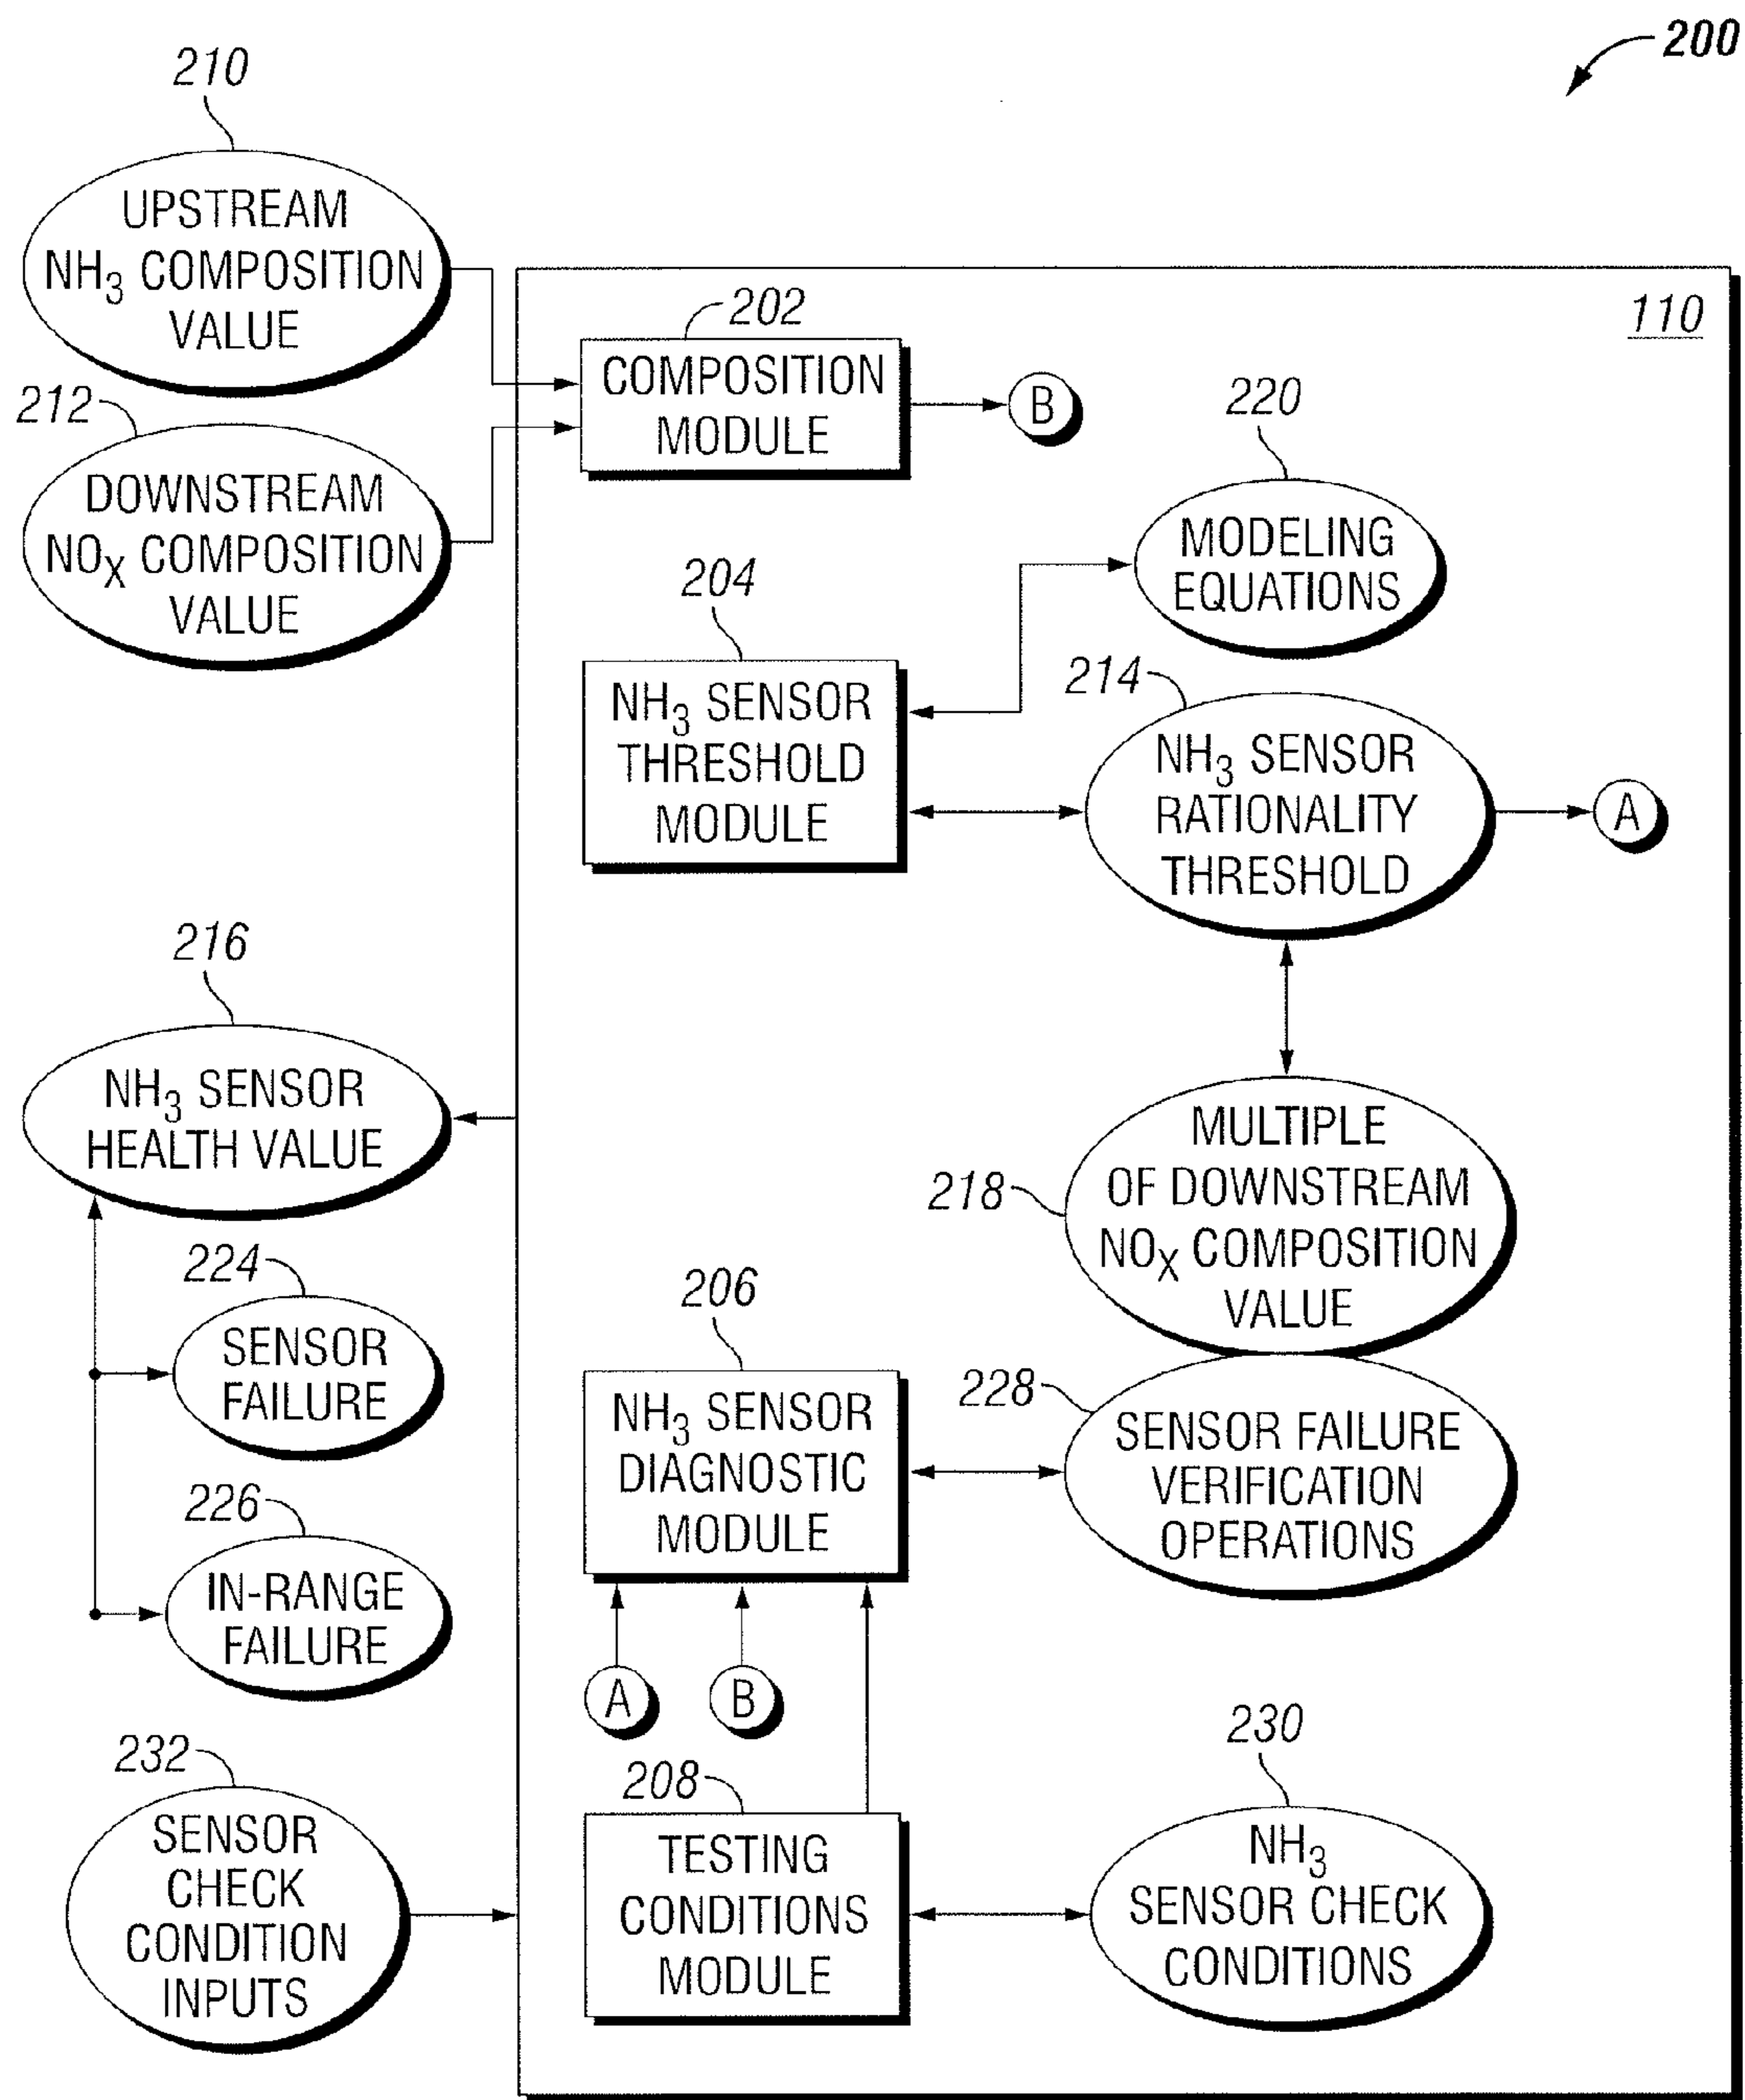 200
210
UPSTREAM
NH₃ COMPOSITION
VALUE
110
202
COMPOSITION
MODULE
B
212
DOWNSTREAM
NOX COMPOSITION
VALUE
220
MODELING
EQUATIONS
204
NH₃ SENSOR
THRESHOLD
MODULE
214
NH₃ SENSOR
RATIONALITY
THRESHOLD
A
216
NH₃ SENSOR
HEALTH VALUE
218
MULTIPLE
OF DOWNSTREAM
NOX COMPOSITION
VALUE
224
SENSOR
FAILURE
206
NH₃ SENSOR
DIAGNOSTIC
MODULE
228
SENSOR FAILURE
VERIFICATION
OPERATIONS
226
IN-RANGE
FAILURE
A
B
232
SENSOR
CHECK
CONDITION
INPUTS
208
TESTING
CONDITIONS
MODULE
230
NH₃
SENSOR CHECK
CONDITIONS